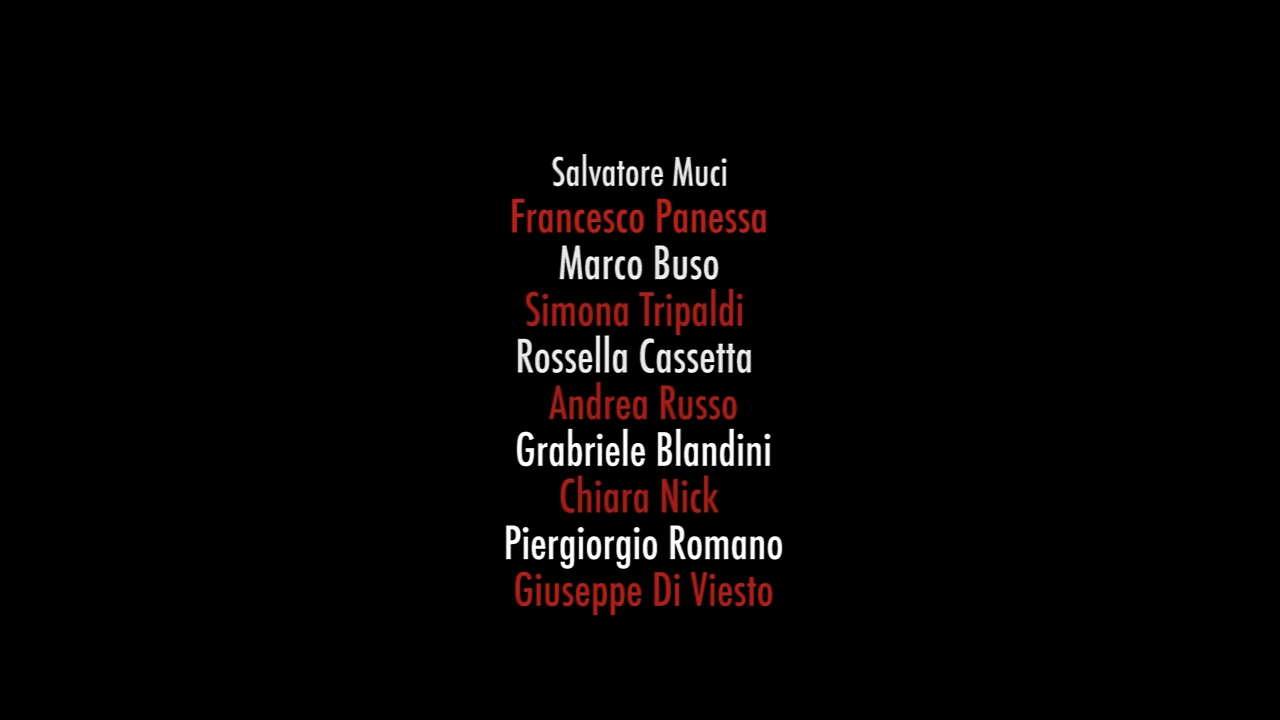 Salvatore Muci
Francesco Panessa
Marco Buso
Simona Tripaldi
Rossella Cassetta
Andrea Russo
Grabriele Blandini
Chiara Nick
Piergiorgio Romano
Giuseppe Di Viesto